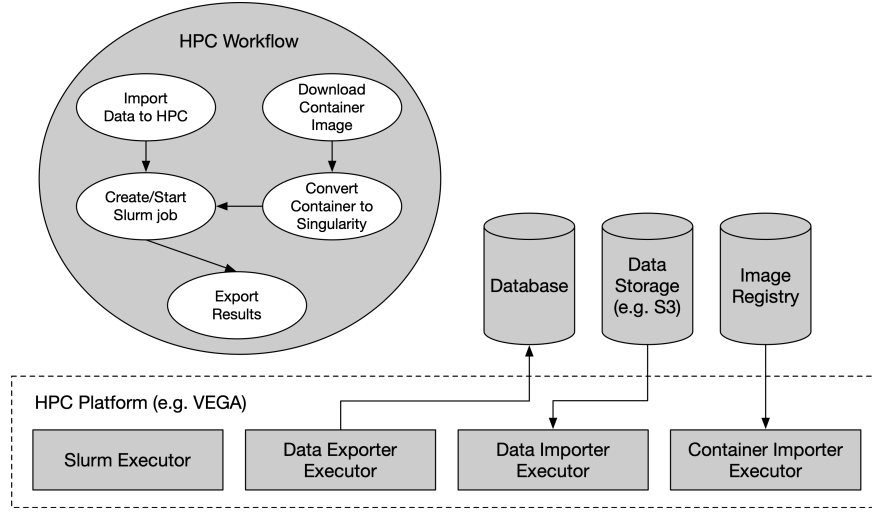 HPC Workflow
Import
Data to HPC
Download
Container
Image
Create/Start
Slurm job
Convert
Container to
Singularity
Export
Results
Database
Data
Storage
(e.g. S3)
Image
Registry
HPC Platform (e.g. VEGA)
Slurm Executor
Data Exporter
Executor
Data Importer
Executor
Container Importer
Executor